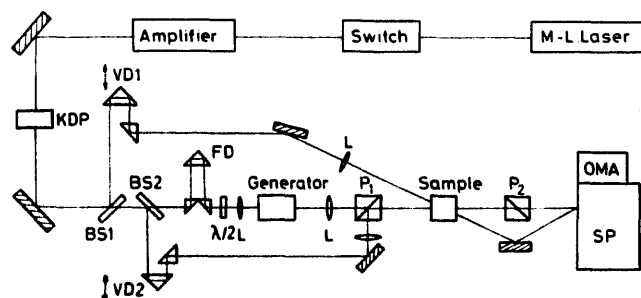 Amplifier
Switch
M-L Laser
VD1
KDP
L
FD
BS2
Generator
P1
Sample
P2
OMA
BS1
λ/2 L
L
SP
VD2